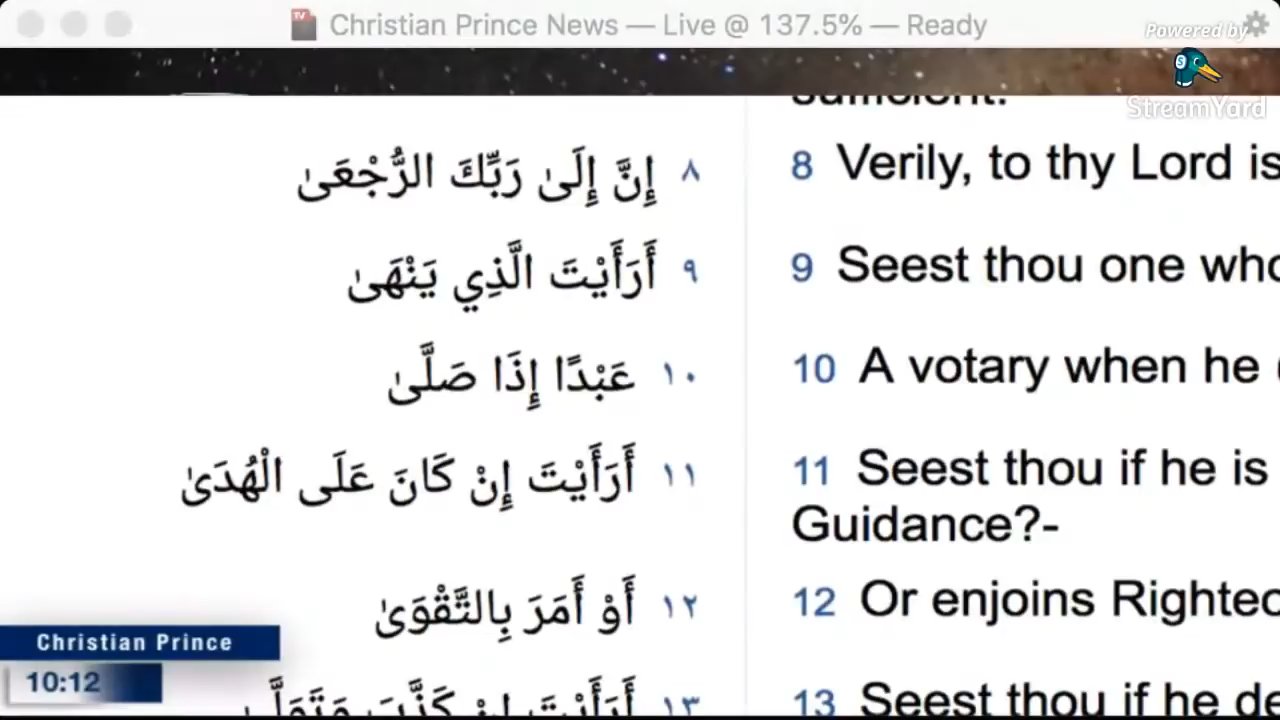 Christian Prince News — Live @ 137.5% — Ready
Powered by
StreamYard
sufficient.
٨ إِنَّ إِلَىٰ رَبِّكَ الرُّجْعَىٰ
8 Verily, to thy Lord is
٩ أَرَأَيْتَ الَّذِي يَنْهَىٰ
9 Seest thou one who
١٠ عَبْدًا إِذَا صَلَّىٰ
10 A votary when he
١١ أَرَأَيْتَ إِنْ كَانَ عَلَى الْهُدَىٰ
11 Seest thou if he is
Guidance?-
١٢ أَوْ أَمَرَ بِالتَّقْوَىٰ
12 Or enjoins Righteo
١٣ أَرَأَيْتَ إِنْ كَذَّبَ وَتَوَلَّىٰ
13 Seest thou if he de
Christian Prince
10:12